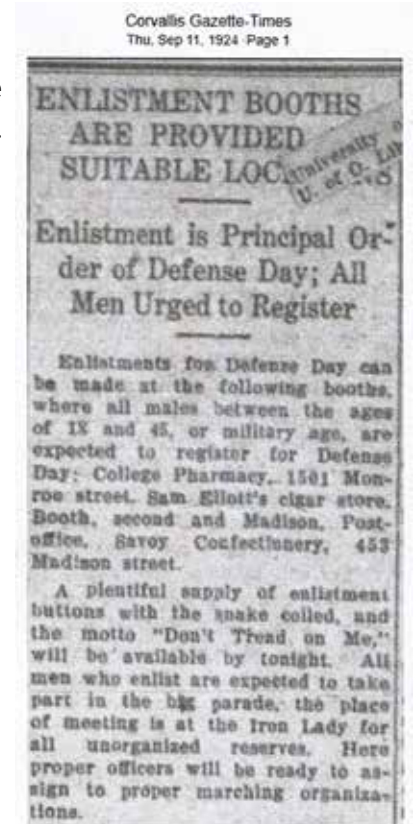 Corvallis Gazette-Times
Thu, Sep 11, 1924 Page 1
ENLISTMENT BOOTHS
ARE PROVIDED
SUITABLE LOC
University o
U. of O. Lib
Enlistment is Principal Or-
der of Defense Day; All
Men Urged to Register
Enlistments for Defense Day can
be made at the following booths,
where all males between the ages
of 18 and 45, or military age, are
expected to register for Defense
Day: College Pharmacy, 1501 Mon-
roe street, Sam Ellott's cigar store,
Booth, second and Madison, Post-
office, Savoy Confectionery, 453
Madison street.
A plentiful supply of enlistment
buttons with the snake coiled, and
the motto "Don't Tread on Me,"
will be available by tonight. All
men who enlist are expected to take
part in the big parade, the place
of meeting is at the Iron Lady for
all unorganized reserves. Here
proper officers will be ready to as-
sign to proper marching organiza-
tions.